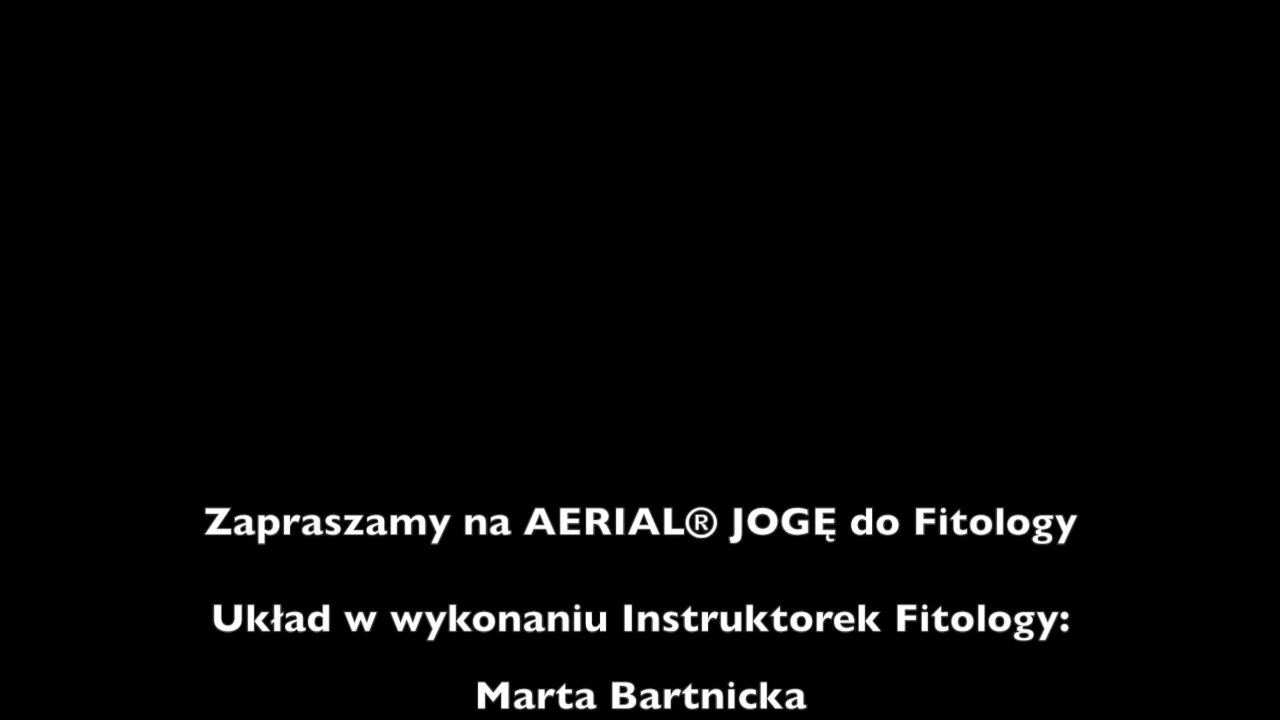 Zapraszamy na AERIAL® JOGĘ do Fitology
Układ w wykonaniu Instruktorek Fitology:
Marta Bartnicka